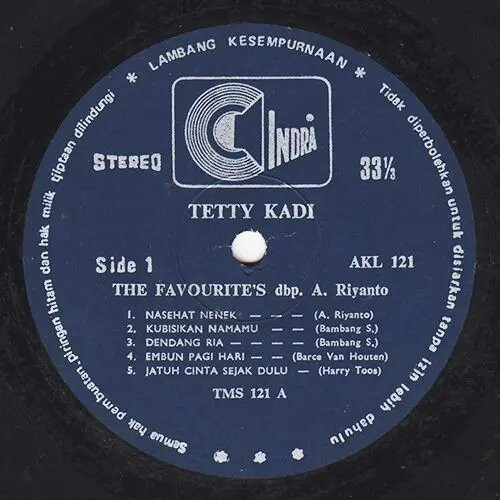 * LAMBANG KESEMPURNAAN *
INDRA
STEREO
33⅓
TETTY KADI
Side 1
AKL 121
THE FAVOURITE'S dbp. A. Riyanto
1. NASEHAT NENEK — — — (A. Riyanto)
2. KUBISIKAN NAMAMU — — (Bambang S.)
3. DENDANG RIA — — — (Bambang S.)
4. EMBUN PAGI HARI — — (Barce Van Houten)
5. JATUH CINTA SEJAK DULU — (Harry Toos)
TMS 121 A
Semua hak pembuatan, piringan hitam dan hak milik tjiptaan dilindungi
Tidak diperbolehkan untuk disiarkan tanpa izin lebih dahulu